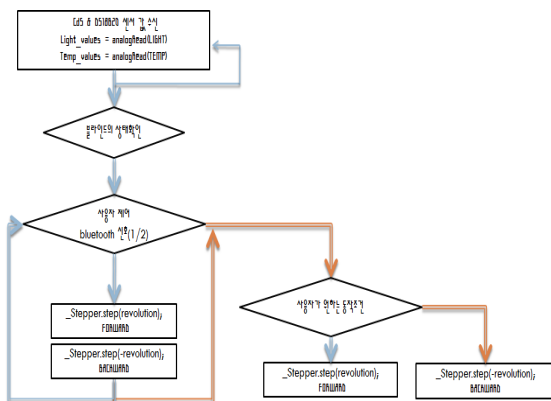 CdS & DS18B20 센서 값 수신
Light_values = analogRead(LIGHT)
Temp_values = analogRead(TEMP)
블라인드의 상태확인
사용자 제어
bluetooth 신호(1/2)
_Stepper.step(revolution);
FORWARD
_Stepper.step(-revolution);
BACKWARD
사용자가 원하는 동작조건
_Stepper.step(revolution);
FORWARD
_Stepper.step(-revolution);
BACKWARD